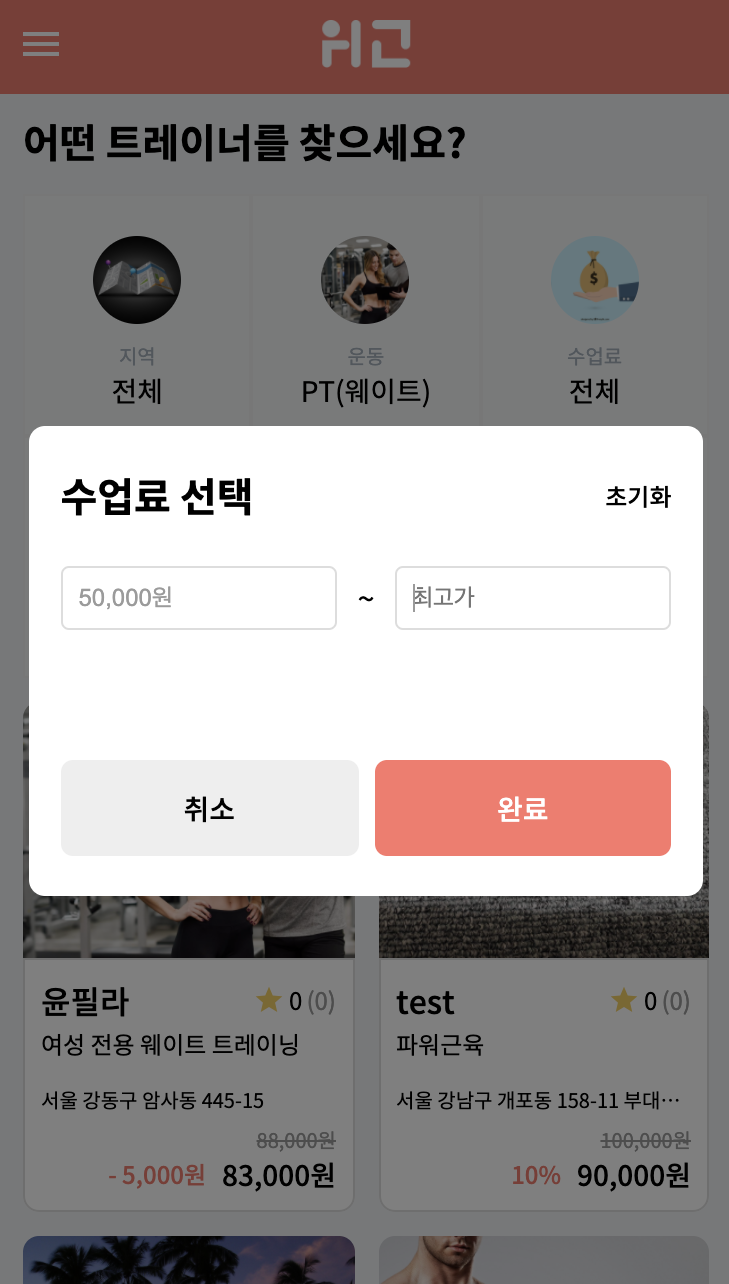 위고
어떤 트레이너를 찾으세요?
지역
전체
운동
PT(웨이트)
수업료
전체
수업료 선택
초기화
50,000원 ~ 최고가
취소
완료
윤필라
0 (0)
여성 전용 웨이트 트레이닝
서울 강동구 암사동 445-15
88,000원
- 5,000원 83,000원
test
0 (0)
파워근육
서울 강남구 개포동 158-11 부대…
100,000원
10% 90,000원